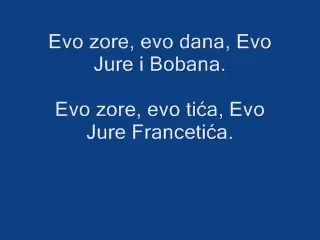 Evo zore, evo dana, Evo
Jure i Bobana.
Evo zore, evo tića, Evo
Jure Francetića.